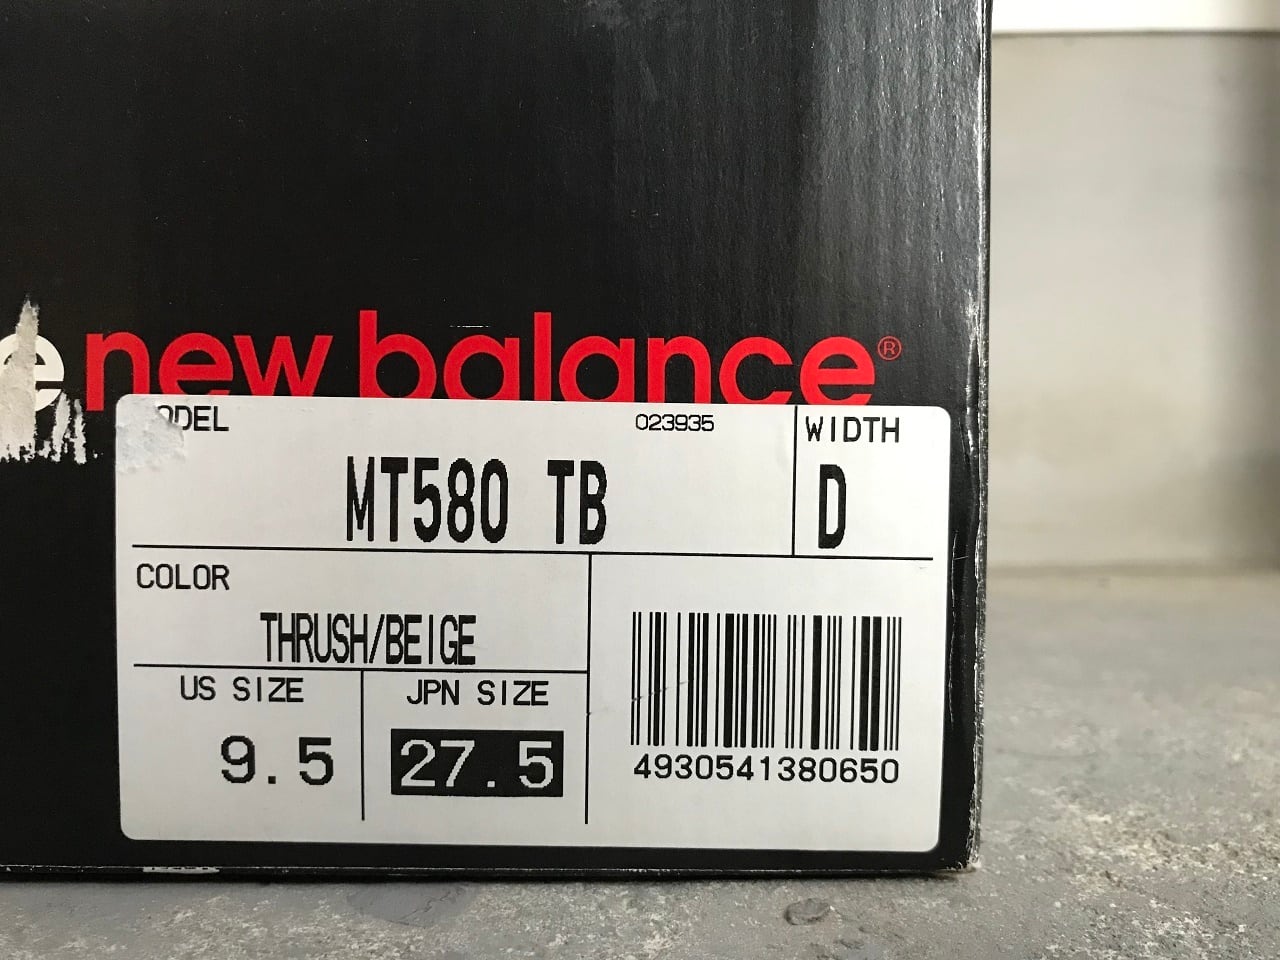 e new balance®
ODEL 023935 WIDTH
MT580 TB D
COLOR
THRUSH/BEIGE
US SIZE JPN SIZE
9.5 27.5
4930541380650